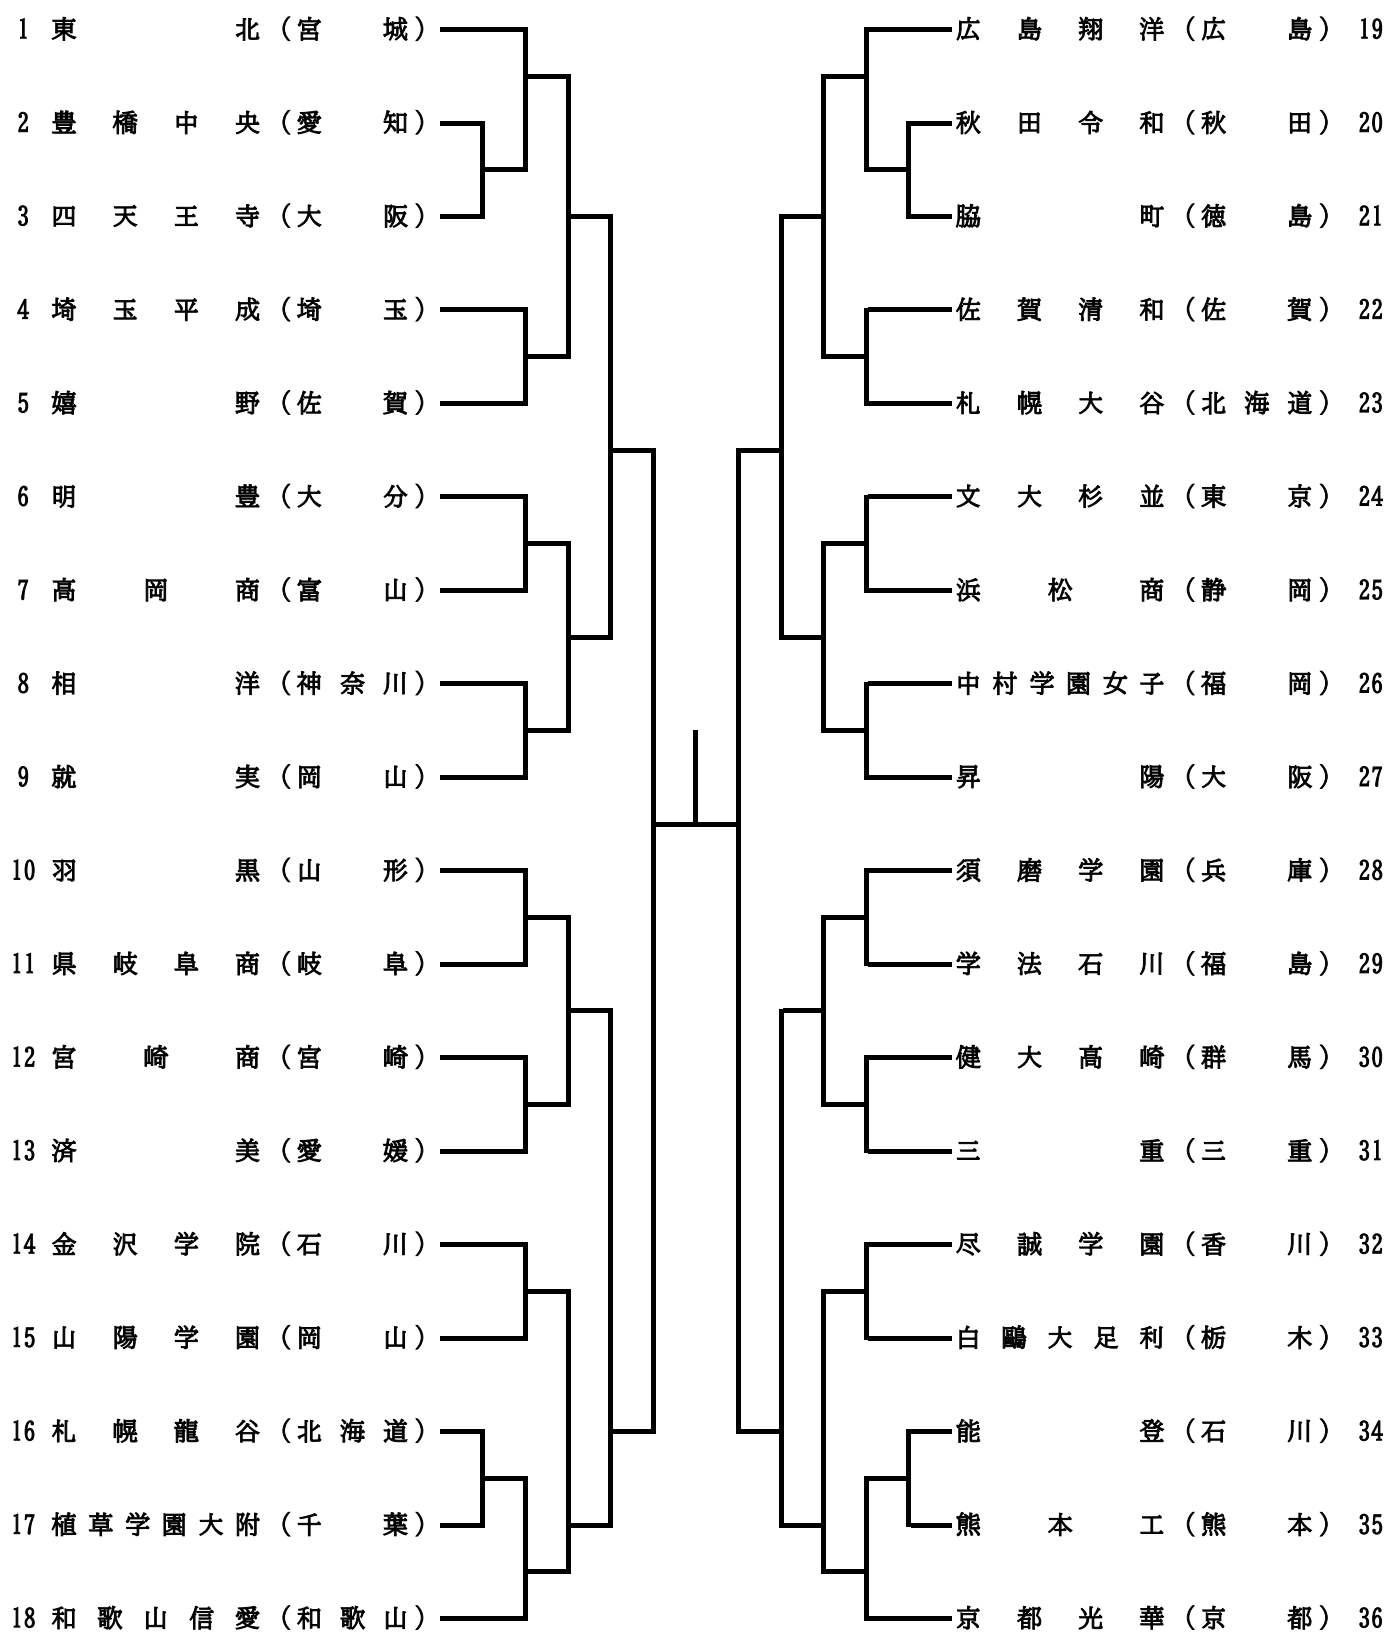 1 東北（宮城）
2 豊橋中央（愛知）
3 四天王寺（大阪）
4 埼玉平成（埼玉）
5 嬉野（佐賀）
6 明豊（大分）
7 高岡商（富山）
8 相洋（神奈川）
9 就実（岡山）
10 羽黒（山形）
11 県岐阜商（岐阜）
12 宮崎商（宮崎）
13 済美（愛媛）
14 金沢学院（石川）
15 山陽学園（岡山）
16 札幌龍谷（北海道）
17 植草学園大附（千葉）
18 和歌山信愛（和歌山）
広島翔洋（広島） 19
秋田令和（秋田） 20
脇町（徳島） 21
佐賀清和（佐賀） 22
札幌大谷（北海道） 23
文大杉並（東京） 24
浜松商（静岡） 25
中村学園女子（福岡） 26
昇陽（大阪） 27
須磨学園（兵庫） 28
学法石川（福島） 29
健大高崎（群馬） 30
三重（三重） 31
尽誠学園（香川） 32
白鷗大足利（栃木） 33
能登（石川） 34
熊本工（熊本） 35
京都光華（京都） 36